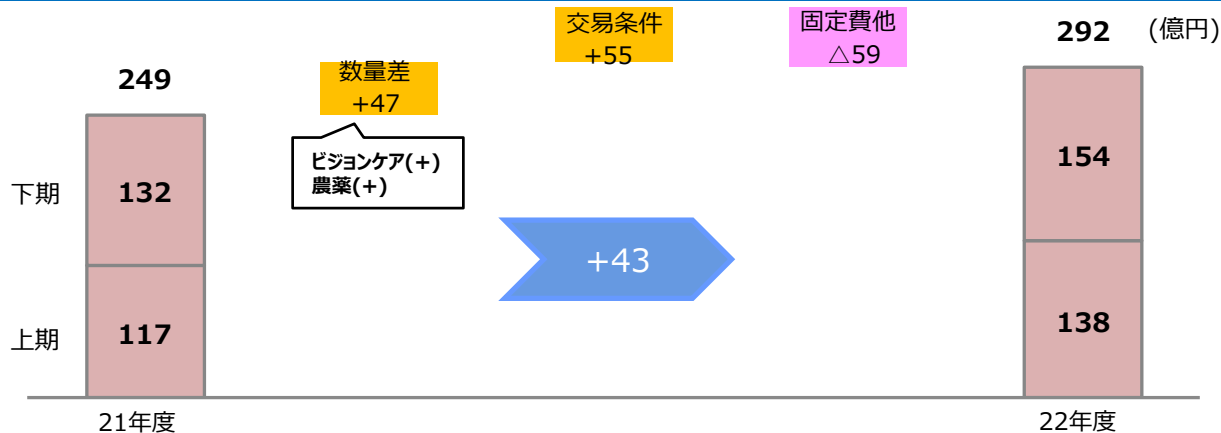 (億円)
249
数量差
+47
ビジョンケア(+)
農薬(+)
交易条件
+55
固定費他
△59
292
下期
132
154
+43
上期
117
138
21年度
22年度